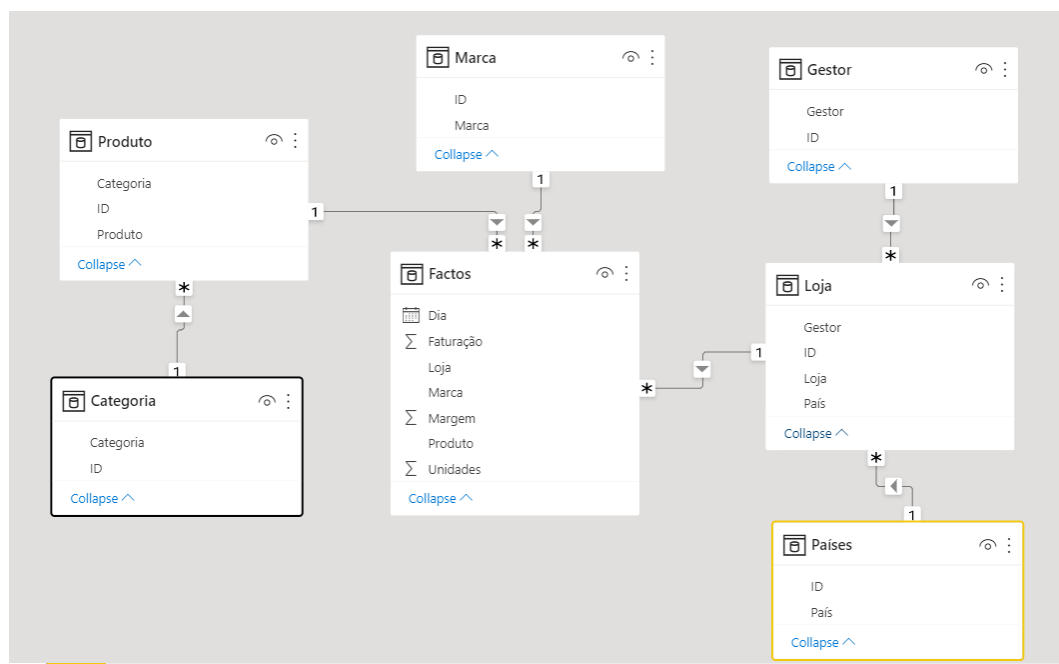 Marca
ID
Marca
Collapse
Gestor
Gestor
ID
Collapse
Produto
Categoria
ID
Produto
Collapse
1
1
1
*
*
*
*
Factos
Dia
Faturação
Loja
Marca
Margem
Produto
Unidades
Collapse
Loja
Gestor
ID
Loja
País
Collapse
1
*
1
Categoria
Categoria
ID
Collapse
*
1
Países
ID
País
Collapse